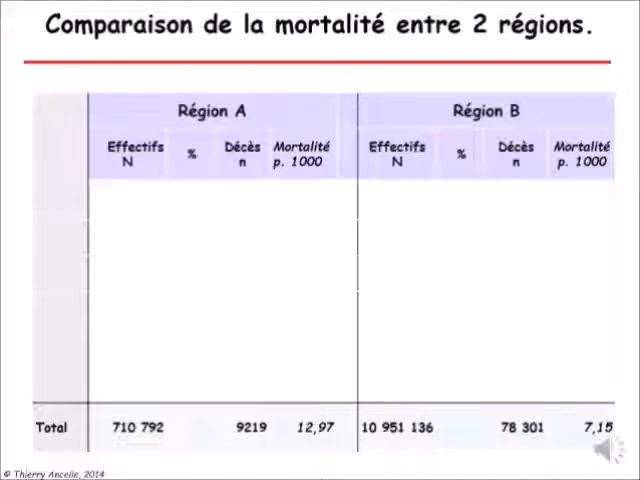 Comparaison de la mortalité entre 2 régions.
Région A Région B
Effectifs N % Décès n Mortalité p. 1000 Effectifs N % Décès n Mortalité p. 1000
Total 710 792 9219 12,97 10 951 136 78 301 7,15
© Thierry Ancelle, 2014